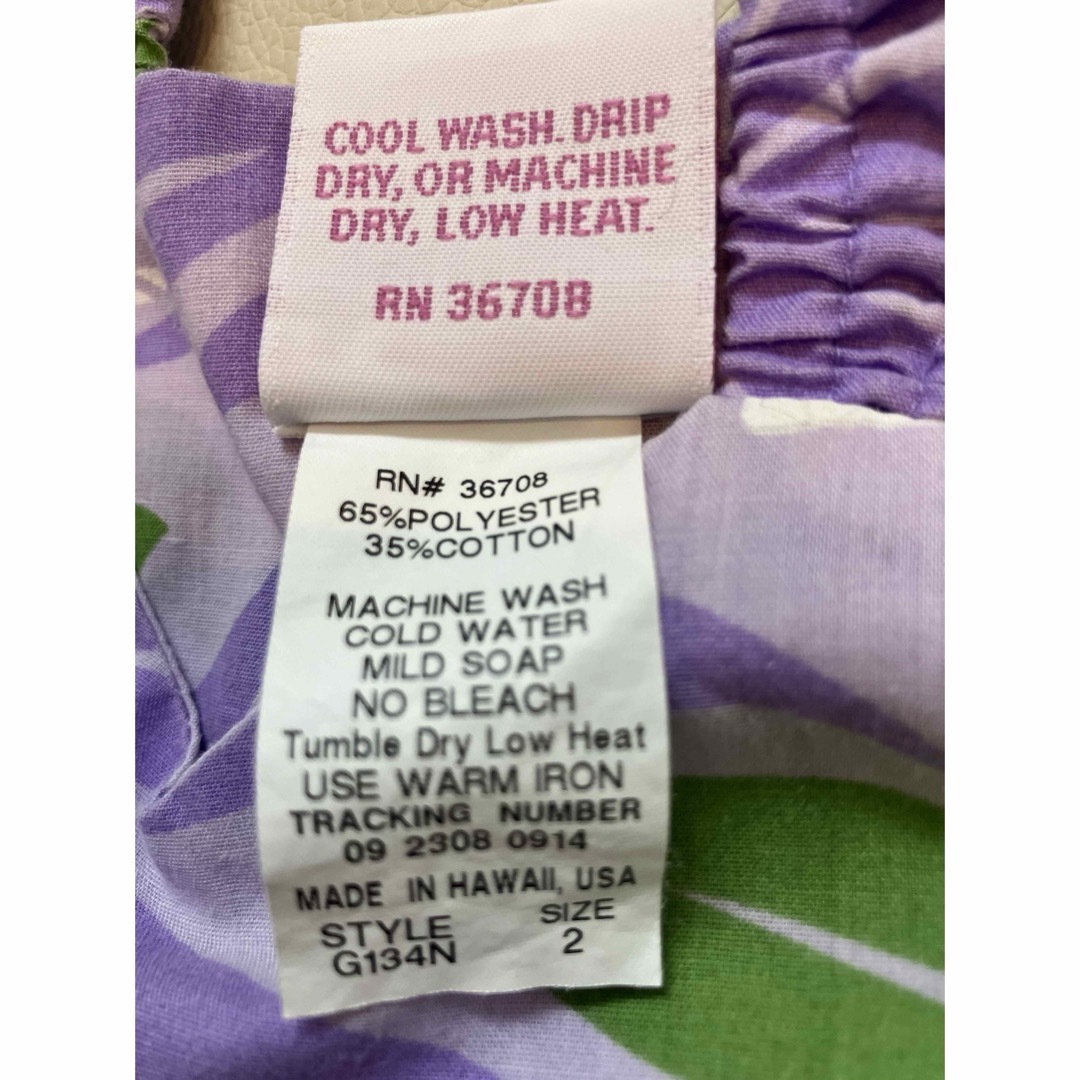 COOL WASH. DRIP
DRY, OR MACHINE
DRY, LOW HEAT.
RN 36708
RN# 36708
65%POLYESTER
35%COTTON
MACHINE WASH
COLD WATER
MILD SOAP
NO BLEACH
Tumble Dry Low Heat
USE WARM IRON
TRACKING NUMBER
09 2308 0914
MADE IN HAWAII, USA
STYLE SIZE
G134N 2